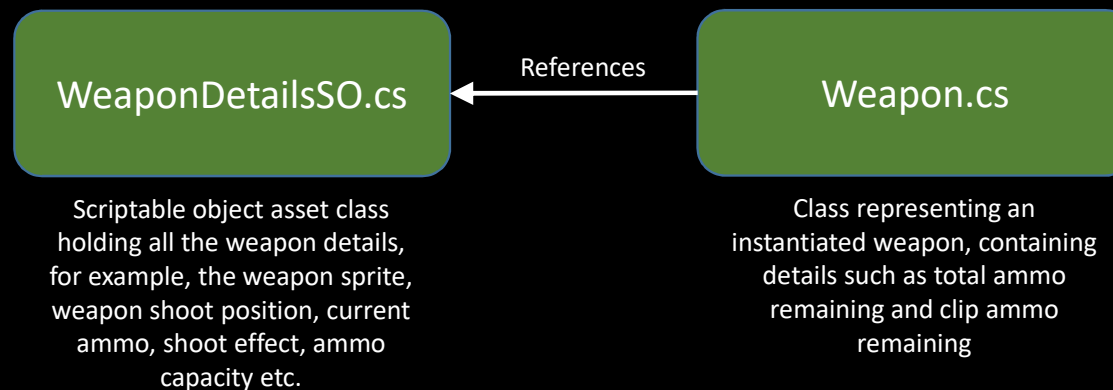 WeaponDetailsSO.cs
References
Weapon.cs
Scriptable object asset class
holding all the weapon details,
for example, the weapon sprite,
weapon shoot position, current
ammo, shoot effect, ammo
capacity etc.
Class representing an
instantiated weapon, containing
details such as total ammo
remaining and clip ammo
remaining